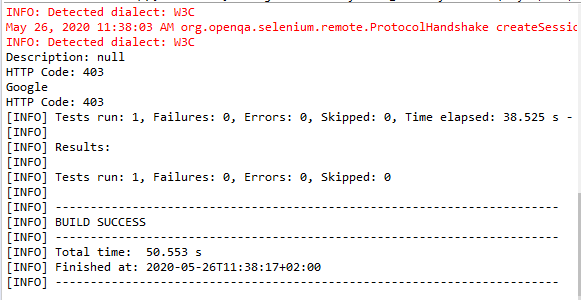 INFO: Detected dialect: W3C
May 26, 2020 11:38:03 AM org.openqa.selenium.remote.ProtocolHandshake createSessio
INFO: Detected dialect: W3C
Description: null
HTTP Code: 403
Google
HTTP Code: 403
[INFO] Tests run: 1, Failures: 0, Errors: 0, Skipped: 0, Time elapsed: 38.525 s -
[INFO]
[INFO] Results:
[INFO]
[INFO] Tests run: 1, Failures: 0, Errors: 0, Skipped: 0
[INFO]
[INFO] ------------------------------------------------------------------------
[INFO] BUILD SUCCESS
[INFO] ------------------------------------------------------------------------
[INFO] Total time:  50.553 s
[INFO] Finished at: 2020-05-26T11:38:17+02:00
[INFO] ------------------------------------------------------------------------